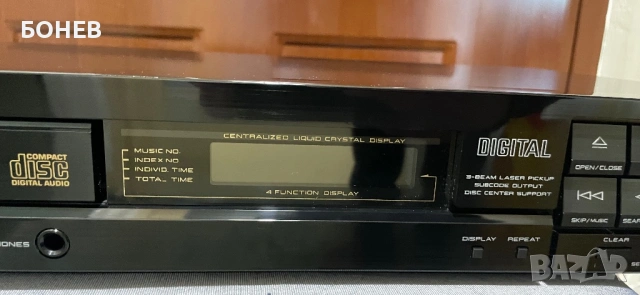 БОНЕВ
CENTRALIZED LIQUID CRYSTAL DISPLAY
MUSIC NO.
INDEX NO.
INDIVID. TIME
TOTAL TIME
4 FUNCTION DISPLAY
COMPACT
disc
DIGITAL AUDIO
DIGITAL
3-BEAM LASER PICKUP
SUBCODE OUTPUT
DISC CENTER SUPPORT
OPEN/CLOSE
SKIP/MUSIC
DISPLAY
REPEAT
CLEAR
BAZAR